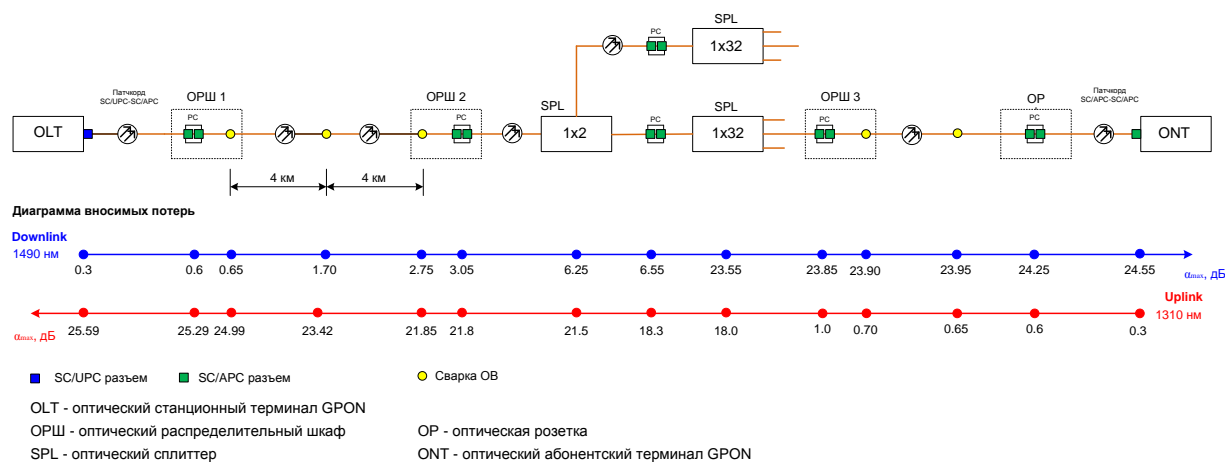 SPL
PC
1x32
Патчкорд
SC/UPC-SC/APC
ОРШ 1
PC
OLT
ОРШ 2
PC
SPL
1x2
PC
SPL
1x32
ОРШ 3
PC
ОР
PC
Патчкорд
SC/APC-SC/APC
ONT
4 км
4 км
Диаграмма вносимых потерь
Downlink
1490 нм
0.3 0.6 0.65 1.70 2.75 3.05 6.25 6.55 23.55 23.85 23.90 23.95 24.25 24.55
αmax, дБ
Uplink
1310 нм
25.59 25.29 24.99 23.42 21.85 21.8 21.5 18.3 18.0 1.0 0.70 0.65 0.6 0.3
αmax, дБ
SC/UPC разъем
SC/APC разъем
Сварка ОВ
OLT - оптический станционный терминал GPON
ОРШ - оптический распределительный шкаф
ОР - оптическая розетка
SPL - оптический сплиттер
ONT - оптический абонентский терминал GPON